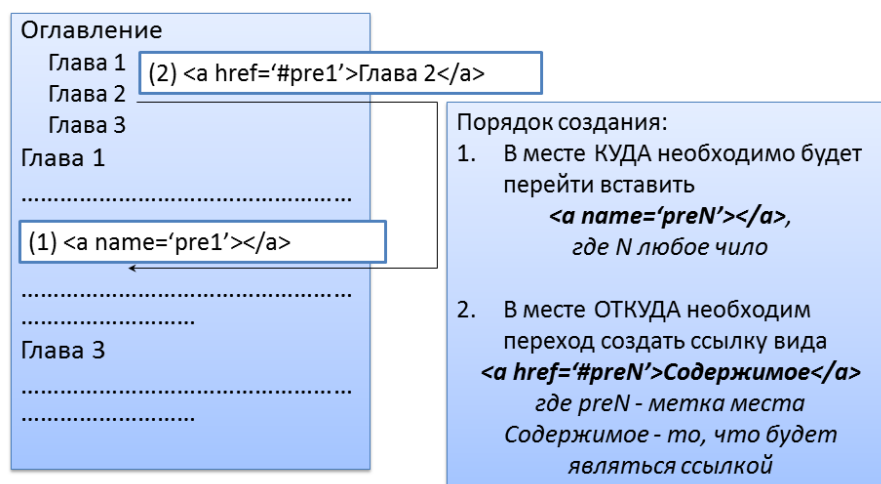 Оглавление
Глава 1
(2) <a href=‘#pre1’>Глава 2</a>
Глава 2
Глава 3
Глава 1
……………………………………………
(1) <a name=‘pre1’></a>
……………………………………………
………………………
Глава 3
……………………………………………
………………………
Порядок создания:
1. В месте КУДА необходимо будет
перейти вставить
<a name=‘preN’></a>,
где N любое чило
2. В месте ОТКУДА необходим
переход создать ссылку вида
<a href=‘#preN’>Содержимое</a>
где preN - метка места
Содержимое - то, что будет
являться ссылкой